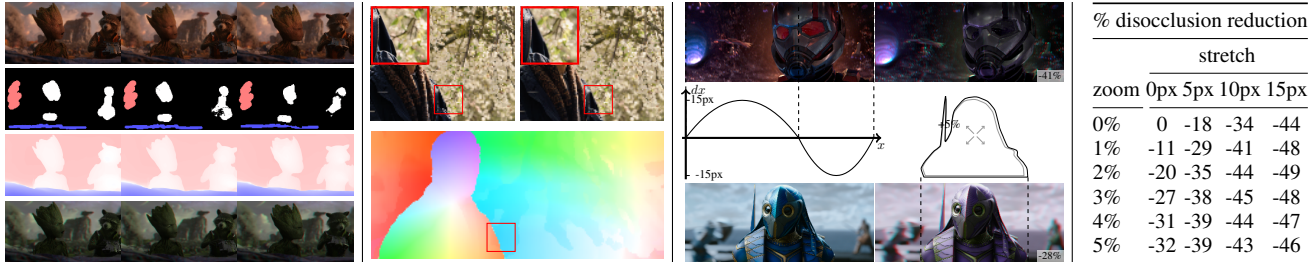 -41%
dx
15px
x
-15px
+5%
-28%
% disocclusion reduction
stretch
zoom 0px 5px 10px 15px
0% 0 -18 -34 -44
1% -11 -29 -41 -48
2% -20 -35 -44 -49
3% -27 -38 -45 -48
4% -31 -39 -44 -47
5% -32 -39 -43 -46